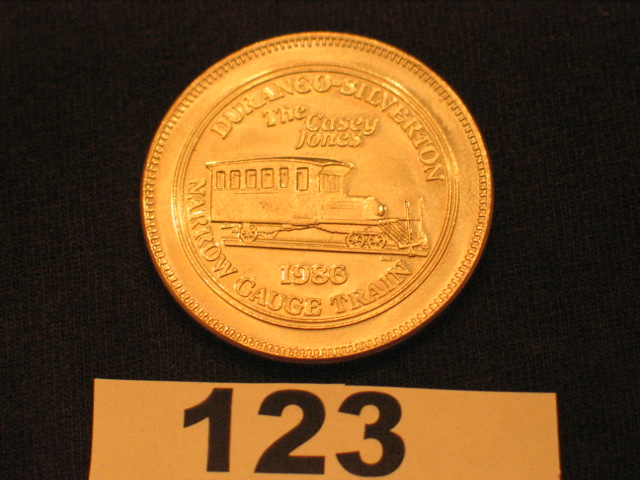 DURANGO-SILVERTON
The Casey
Jones
1986
NARROW GAUGE TRAIN
123